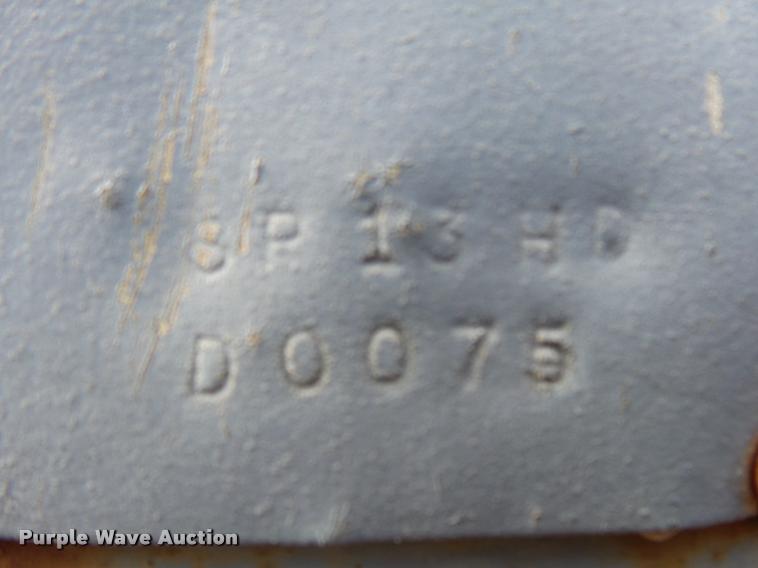 SP 13 HD
D0075
Purple Wave Auction